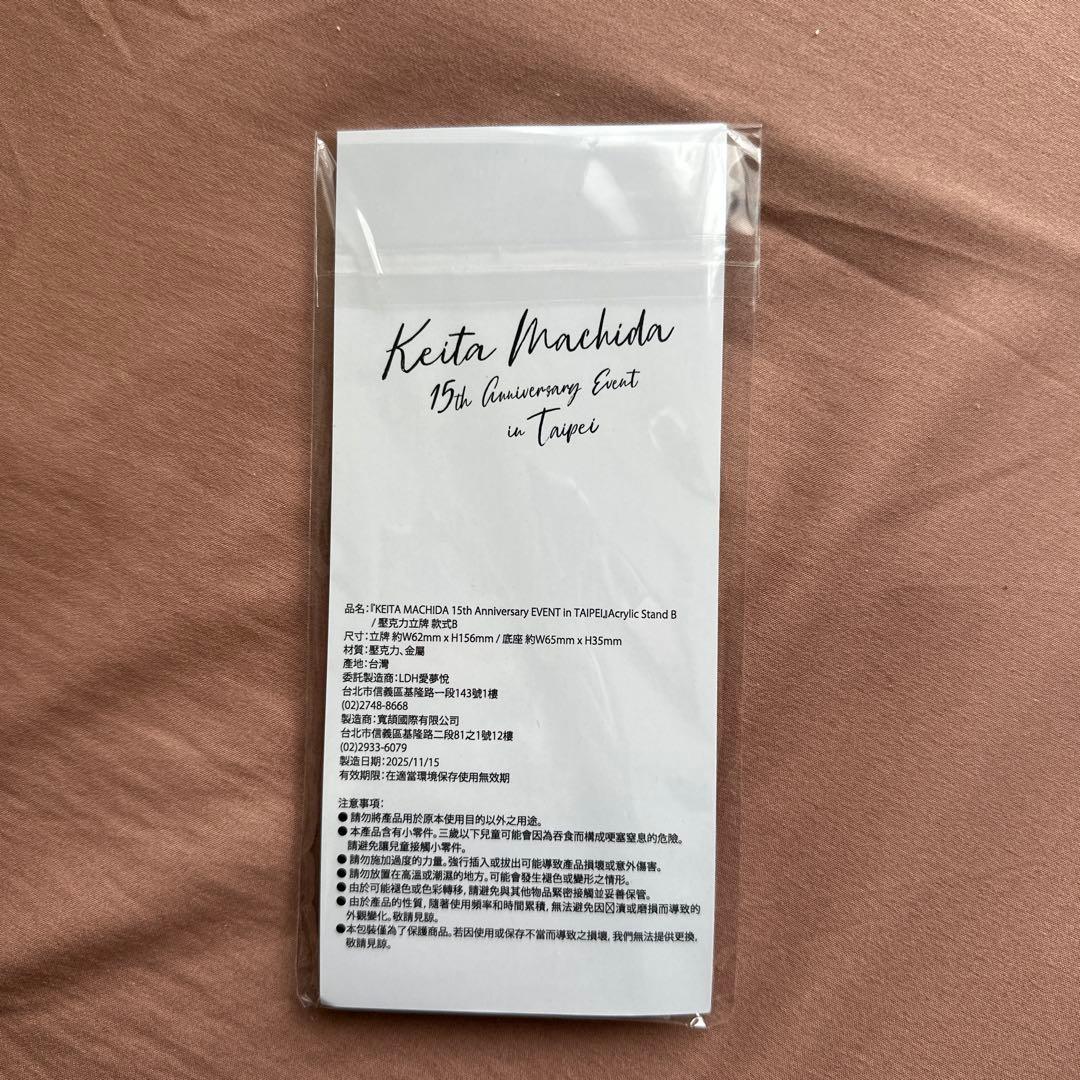 Keita Machida
15th Anniversary Event
in Taipei
品名:『KEITA MACHIDA 15th Anniversary EVENT in TAIPEI』Acrylic Stand B
/ 壓克力立牌 款式B
尺寸:立牌 約W62mm x H156mm / 底座 約W65mm x H35mm
材質:壓克力、金屬
產地:台灣
委託製造商:LDH愛夢悅
台北市信義區基隆路一段143號1樓
(02)2748-8668
製造商:寬頡國際有限公司
台北市信義區基隆路二段81之1號12樓
(02)2933-6079
製造日期:2025/11/15
有效期限:在適當環境保存使用無效期
注意事項:
● 請勿將產品用於原本使用目的以外之用途。
● 本產品含有小零件。三歲以下兒童可能會因為吞食而構成哽塞窒息的危險。
請避免讓兒童接觸小零件。
● 請勿施加過度的力量。強行插入或拔出可能導致產品損壞或意外傷害。
● 請勿放置在高溫或潮濕的地方。可能會發生褪色或變形之情形。
● 由於可能褪色或色彩轉移, 請避免與其他物品緊密接觸並妥善保管。
● 由於產品的性質, 隨著使用頻率和時間累積, 無法避免因☒漬或磨損而導致的
外觀變化。敬請見諒。
●本包裝僅為了保護商品。若因使用或保存不當而導致之損壞, 我們無法提供更換,
敬請見諒。